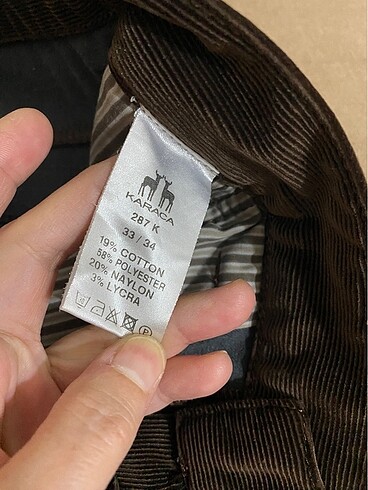 KARACA
287 K
33 / 34
19% COTTON
58% POLYESTER
20% NAYLON
3% LYCRA
P